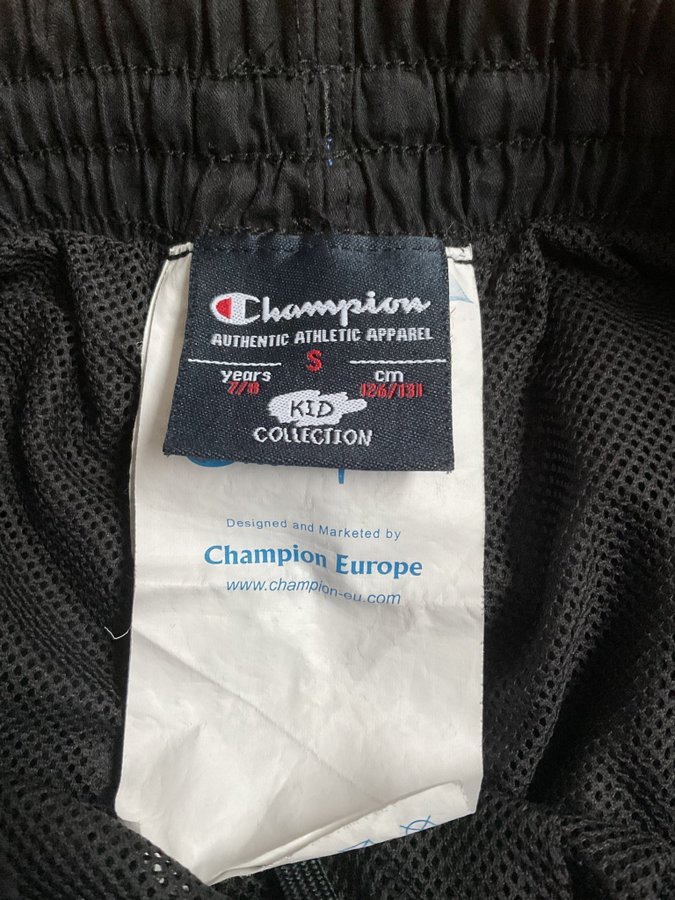 Champion
AUTHENTIC ATHLETIC APPAREL
S
years cm
7/8 126/131
KID
COLLECTION
Designed and Marketed by
Champion Europe
www.champion-eu.com